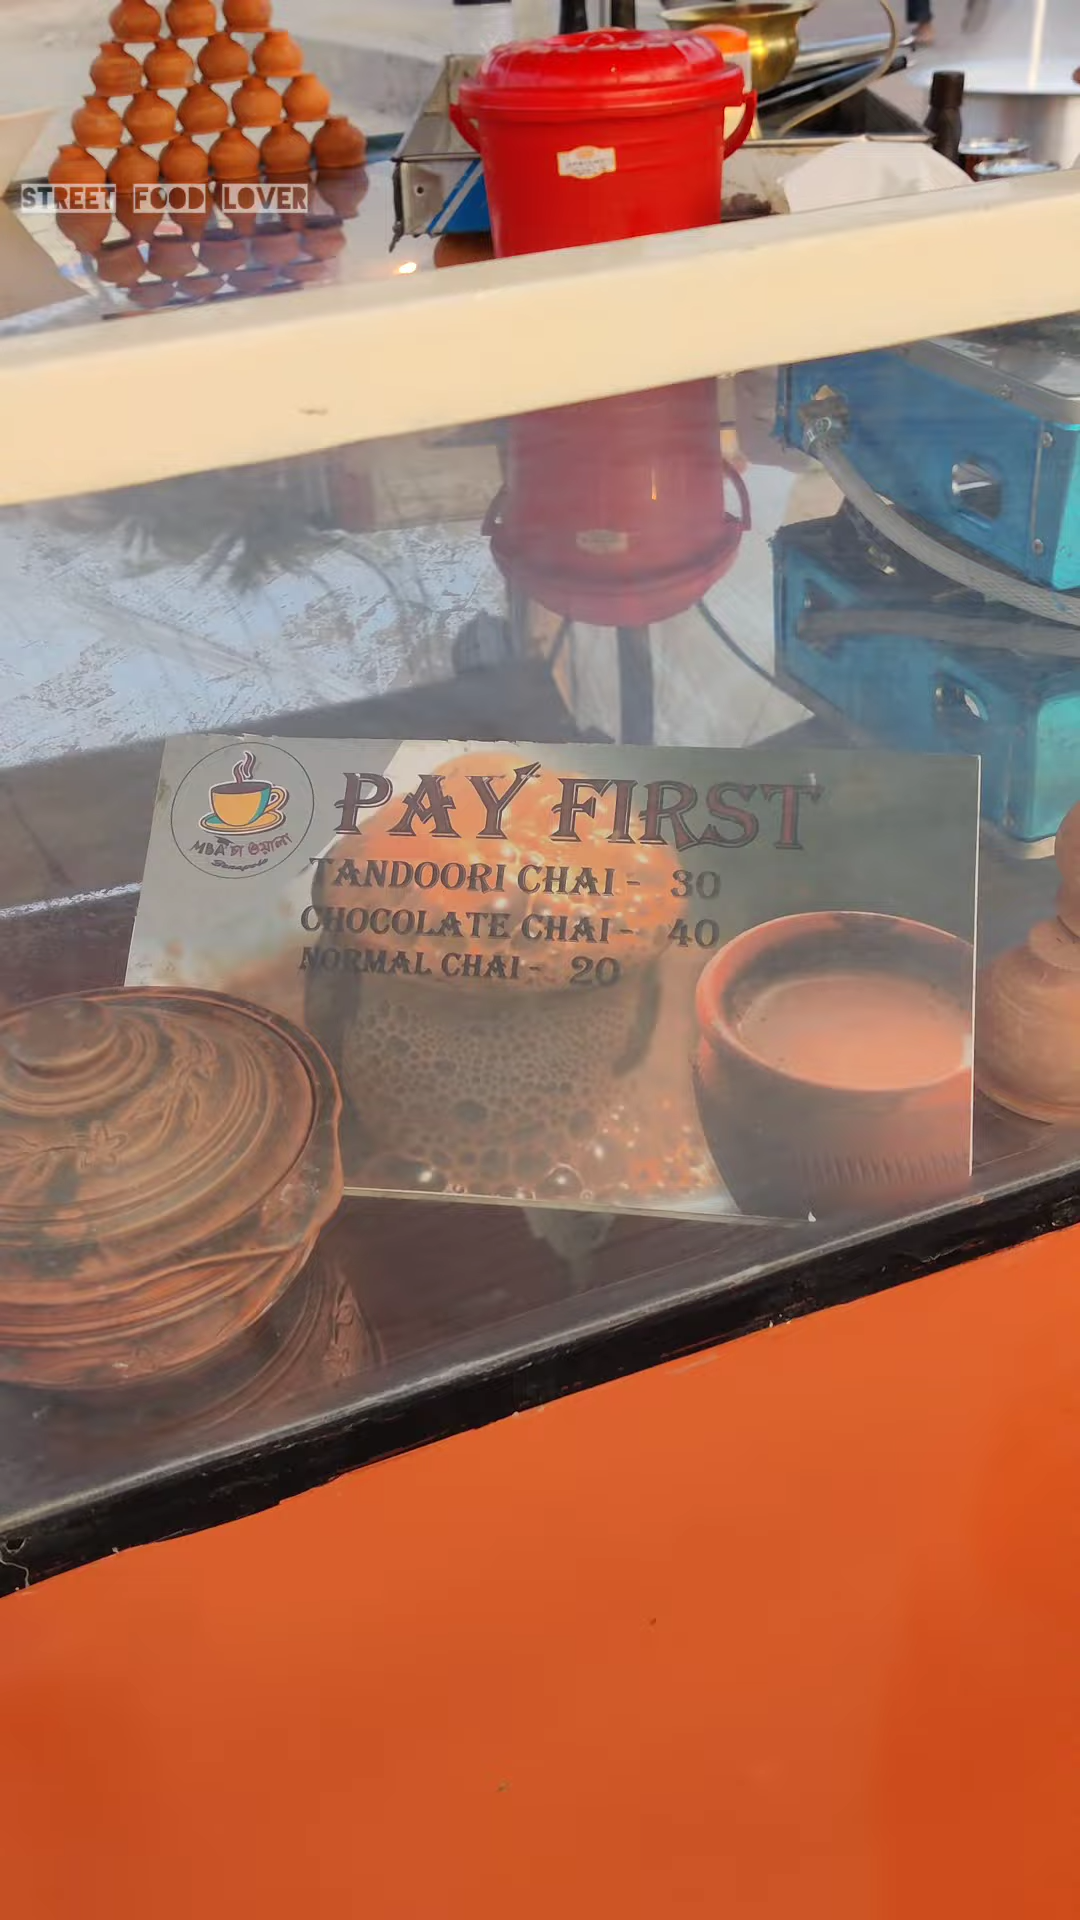 STREET FOOD LOVER
PAY FIRST
MBA চা ওয়ালা
TANDOORI CHAI - 30
CHOCOLATE CHAI - 40
NORMAL CHAI - 20